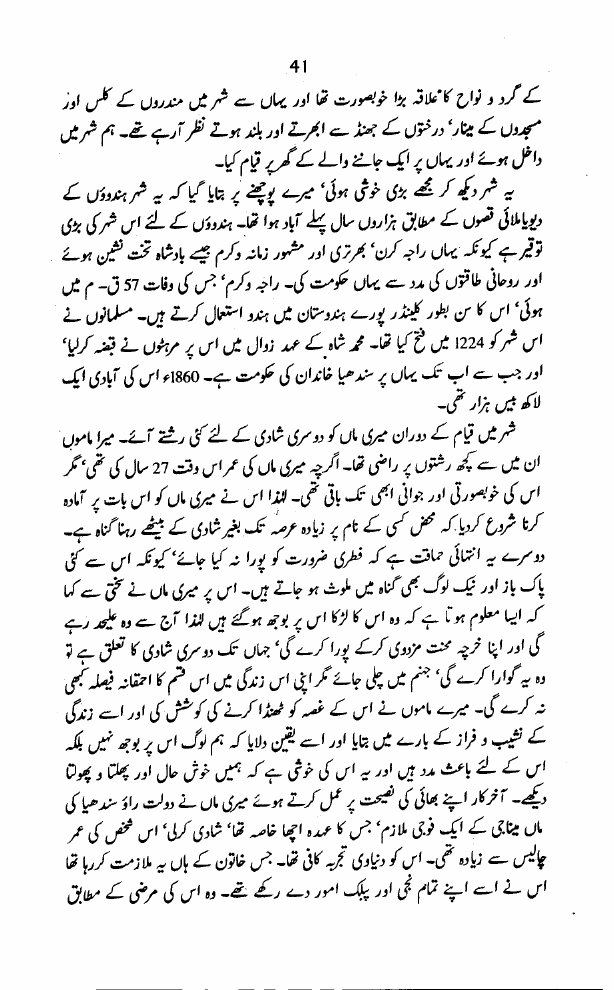 41
کے گرد و نواح کا علاقہ بڑا خوبصورت تھا اور یہاں سے شہر میں مندروں کے کلس اور
مسجدوں کے مینار' درختوں کے جھنڈ سے ابھرتے اور بلند ہوتے نظر آ رہے تھے۔ ہم شہر میں
داخل ہوئے اور یہاں پر ایک جاننے والے کے گھر پر قیام کیا۔
یہ شہر دیکھ کر مجھے بڑی خوشی ہوئی' میرے پوچھنے پر بتایا گیا کہ یہ شہر ہندوؤں کے
دیومالائی قصوں کے مطابق ہزاروں سال پہلے آباد ہوا تھا۔ ہندوؤں کے لئے اس شہر کی بڑی
توقیر ہے کیونکہ یہاں راجہ کرن' بھرتری اور مشہور زمانہ وکرم جیسے بادشاہ تخت نشین ہوئے
اور روحانی طاقتوں کی مدد سے یہاں حکومت کی۔ راجہ وکرم' جس کی وفات 57 ق۔ م میں
ہوئی' اس کا سن بطور کلینڈر پورے ہندوستان میں ہندو استعمال کرتے ہیں۔ مسلمانوں نے
اس شہر کو 1224 میں فتح کیا تھا۔ محمد شاہ کے عہد زوال میں اس پر مرہٹوں نے قبضہ کر لیا'
اور جب سے اب تک یہاں پر سندھیا خاندان کی حکومت ہے۔ 1860ء اس کی آبادی ایک
لاکھ بیس ہزار تھی۔
شہر میں قیام کے دوران میری ماں کو دوسری شادی کے لئے کئی رشتے آئے۔ میرا ماموں
ان میں سے کچھ رشتوں پر راضی تھا۔ اگرچہ میری ماں کی عمر اس وقت 27 سال کی تھی' مگر
اس کی خوبصورتی اور جوانی ابھی تک باقی تھی۔ لہٰذا اس نے میری ماں کو اس بات پر آمادہ
کرنا شروع کر دیا کہ محض کسی کے نام پر زیادہ عرصہ تک بغیر شادی کے بیٹھے رہنا گناہ ہے۔
دوسرے یہ انتہائی حماقت ہے کہ فطری ضرورت کو پورا نہ کیا جائے' کیونکہ اس سے کئی
پاک باز اور نیک لوگ بھی گناہ میں ملوث ہو جاتے ہیں۔ اس پر میری ماں نے سختی سے کہا
کہ ایسا معلوم ہوتا ہے کہ وہ اس کا لڑکا اس پر بوجھ ہو گئے ہیں لہٰذا آج سے وہ علیحد رہے
گی اور اپنا خرچہ محنت مزدوی کر کے پورا کرے گی' جہاں تک دوسری شادی کا تعلق ہے تو
وہ یہ گوارا کرے گی' جہنم میں چلی جائے مگر اپنی اس زندگی میں اس قسم کا احمقانہ فیصلہ کبھی
نہ کرے گی۔ میرے ماموں نے اس کے غصہ کو ٹھنڈا کرنے کی کوشش کی اور اسے زندگی
کے نشیب و فراز کے بارے میں بتایا اور اسے یقین دلایا کہ ہم لوگ اس پر بوجھ نہیں بلکہ
اس کے لئے باعث مدد ہیں اور یہ اس کی خوشی ہے کہ ہمیں خوش حال اور پھلتا و پھولتا
دیکھے۔ آخرکار اپنے بھائی کی نصیحت پر عمل کرتے ہوئے میری ماں نے دولت راؤ سندھیا کی
ماں میناجی کے ایک فوجی ملازم' جس کا عہدہ اچھا خاصہ تھا' شادی کر لی' اس شخص کی عمر
چالیس سے زیادہ تھی۔ اس کو دنیاوی تجربہ کافی تھا۔ جس خاتون کے ہاں یہ ملازمت کر رہا تھا
اس نے اسے اپنے تمام نجی اور پبلک امور دے رکھے تھے۔ وہ اس کی مرضی کے مطابق